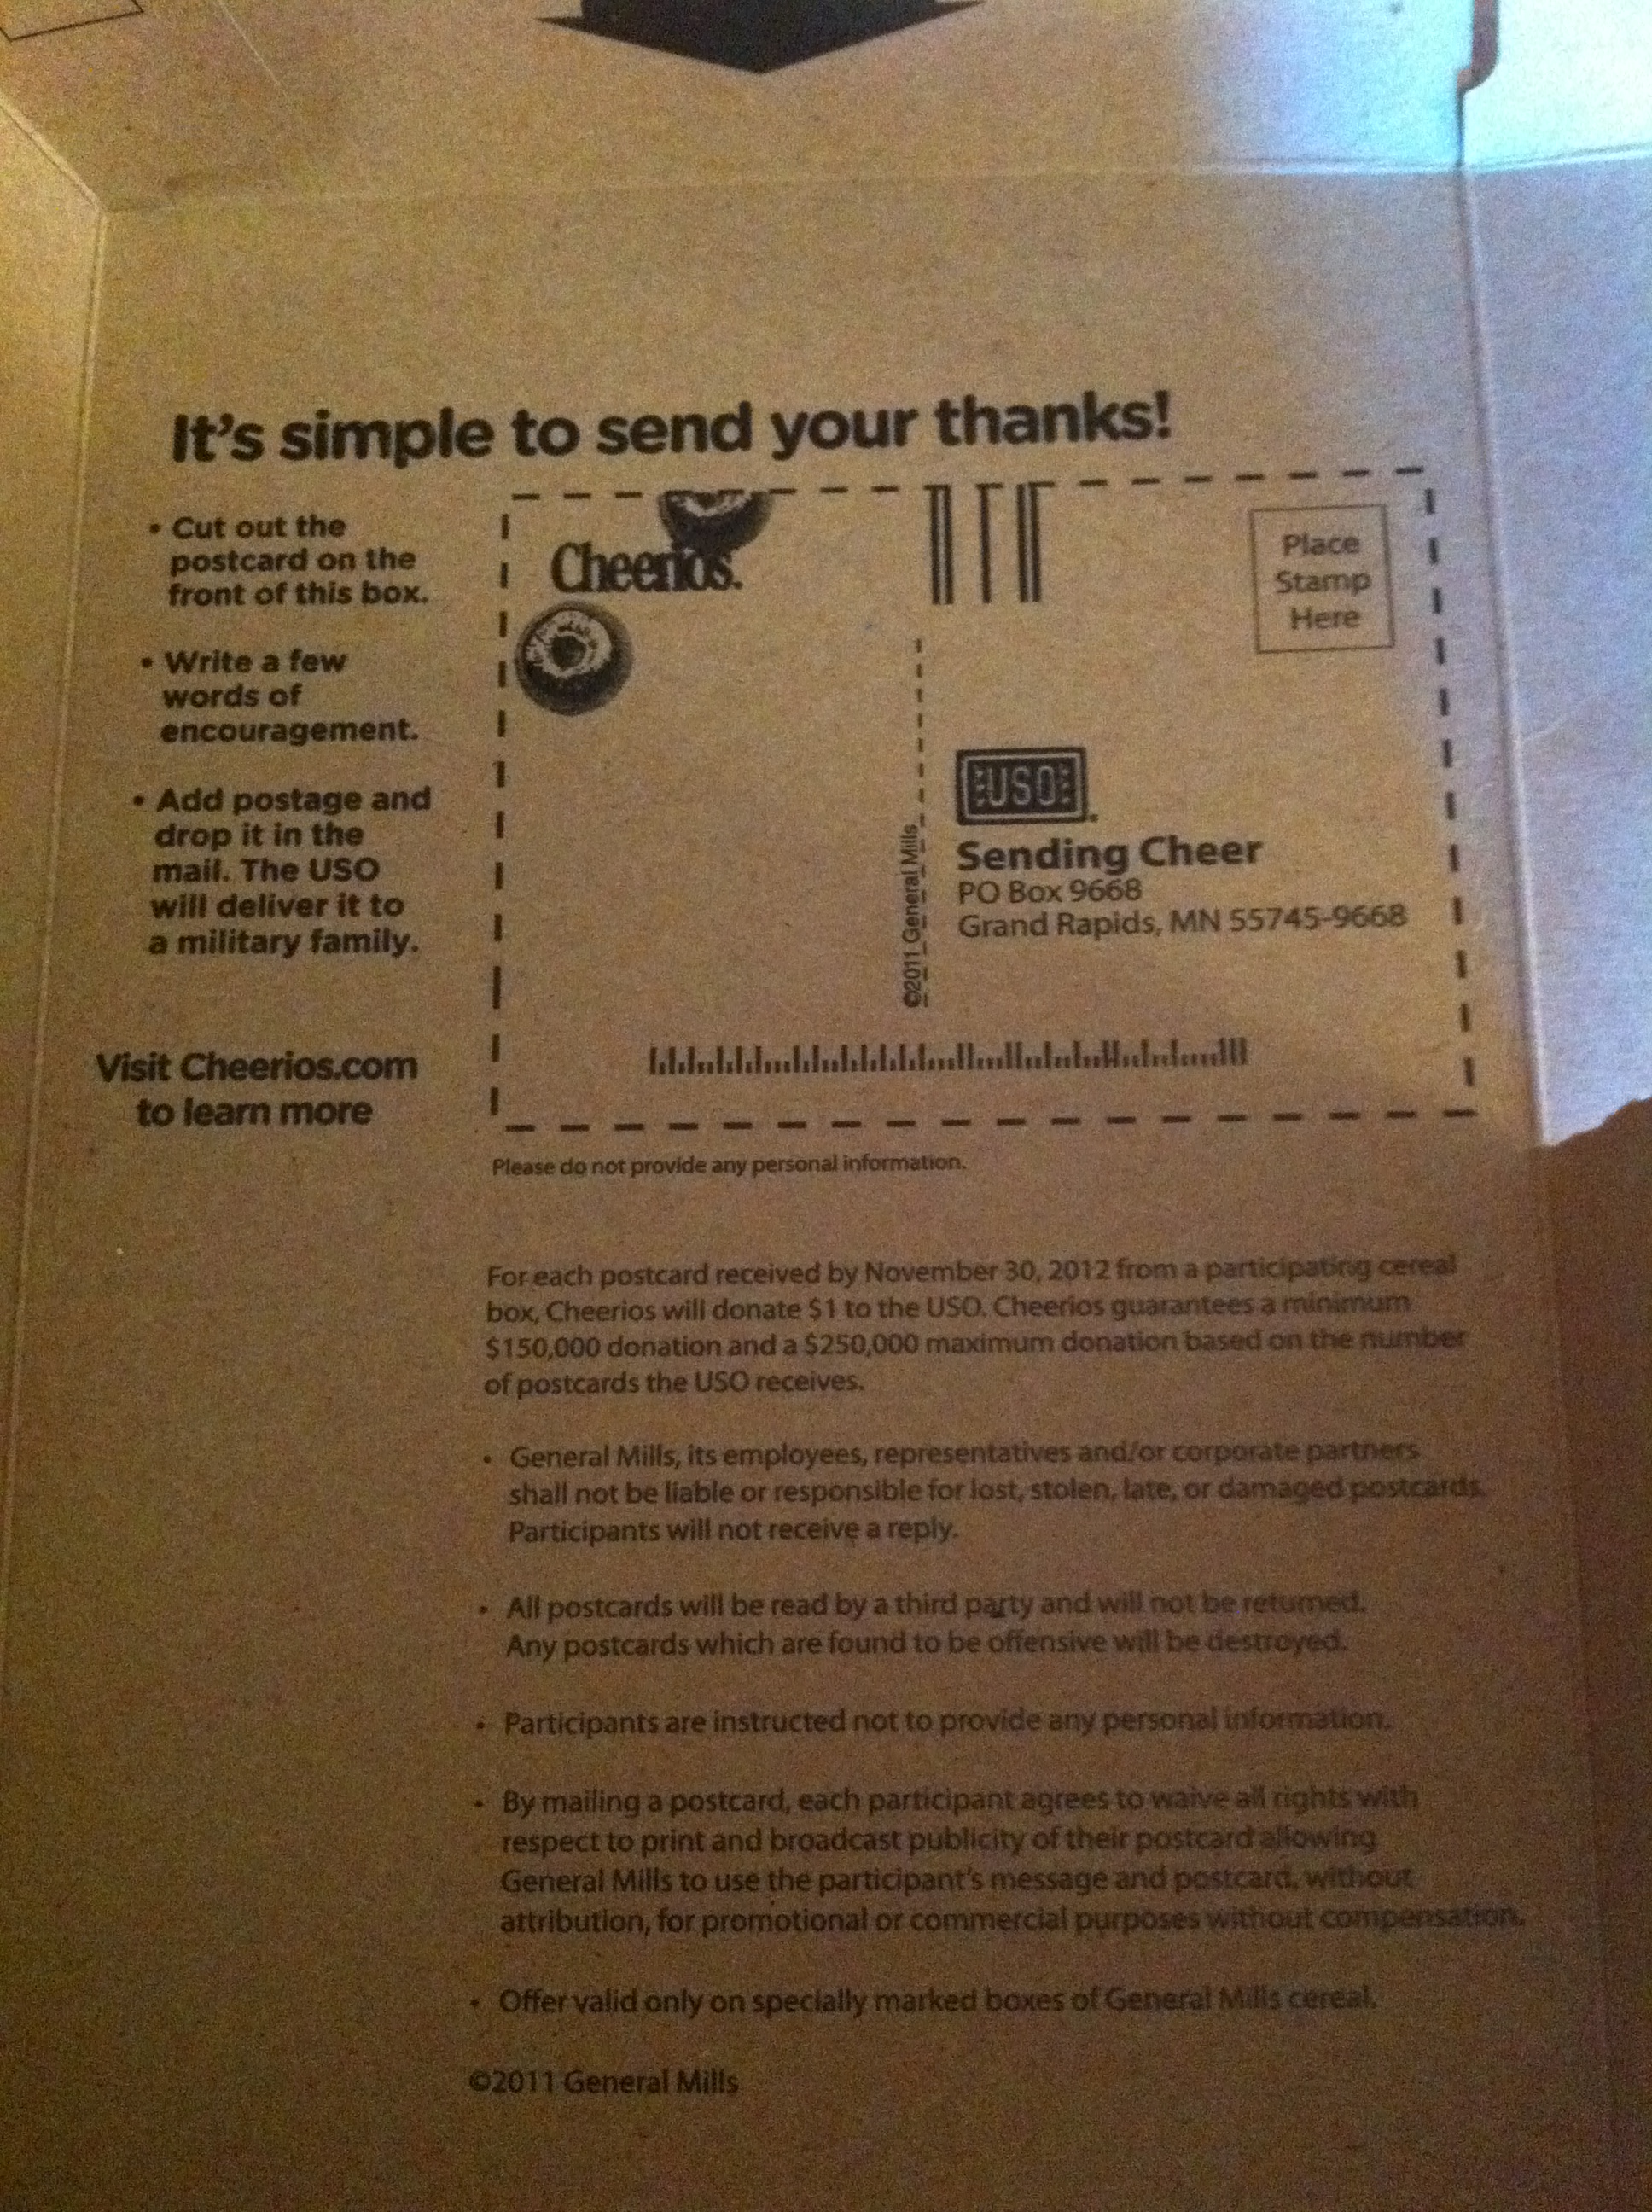 It's simple to send your thanks!
• Cut out the
postcard on the
front of this box.
• Write a few
words of
encouragement.
• Add postage and
drop it in the
mail. The USO
will deliver it to
a military family.
Visit Cheerios.com
to learn more
Cheerios.
Place
Stamp
Here
©2011 General Mills
USO
Sending Cheer
PO Box 9668
Grand Rapids, MN 55745-9668
Please do not provide any personal information.
For each postcard received by November 30, 2012 from a participating cereal
box, Cheerios will donate $1 to the USO. Cheerios guarantees a minimum
$150,000 donation and a $250,000 maximum donation based on the number
of postcards the USO receives.
• General Mills, its employees, representatives and/or corporate partners
shall not be liable or responsible for lost, stolen, late, or damaged postcards.
Participants will not receive a reply.
• All postcards will be read by a third party and will not be returned.
Any postcards which are found to be offensive will be destroyed.
• Participants are instructed not to provide any personal information.
• By mailing a postcard, each participant agrees to waive all rights with
respect to print and broadcast publicity of their postcard allowing
General Mills to use the participant's message and postcard, without
attribution, for promotional or commercial purposes without compensation.
• Offer valid only on specially marked boxes of General Mills cereal.
©2011 General Mills